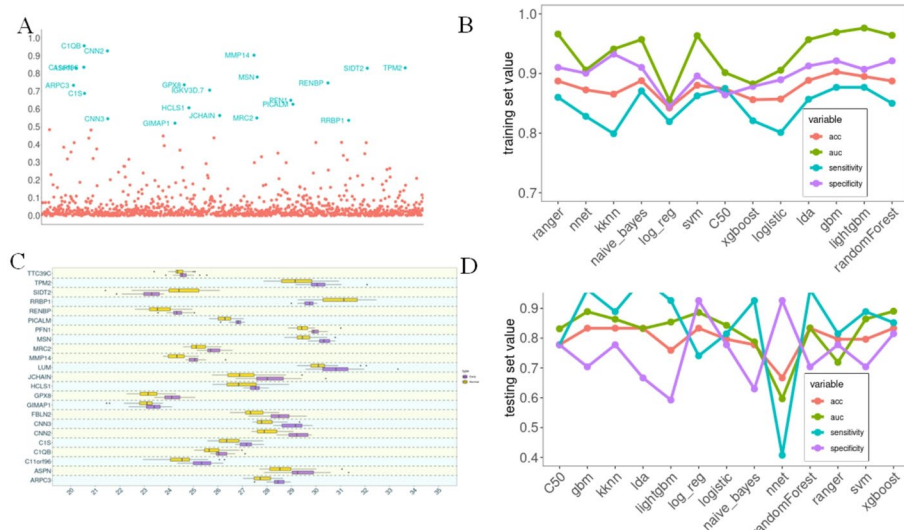 A
1.0
0.9
0.8
0.7
0.6
0.5
0.4
0.3
0.2
0.1
0.0
C1QB
CNN2
ARPC3
C1S
CNN3
GPX8
IGKV3D.7
HCLS1
GIMAP1
JCHAIN
MMP14
MSN
MRC2
PFN1
PICALM
RENBP
RRBP1
SIDT2
TPM2
B
training set value
1.0
0.9
0.8
0.7
variable
acc
auc
sensitivity
specificity
ranger
nnet
kknn
naive_bayes
log_reg
svm
C50
xgboost
logistic
lda
gbm
lightgbm
randomForest
C
TTC39C
TPM2
SIDT2
RRBP1
RENBP
PICALM
PFN1
MSN
MRC2
MMP14
LUM
JCHAIN
HCLS1
GPX8
GIMAP1
FBLN2
CNN3
CNN2
C1S
C1QB
C11orf96
ASPN
ARPC3
20
21
22
23
24
25
26
27
28
29
30
31
32
33
34
35
D
testing set value
0.9
0.8
0.7
0.6
0.5
0.4
variable
acc
auc
sensitivity
specificity
C50
gbm
kknn
lda
lightgbm
log_reg
logistic
naive_bayes
nnet
randomForest
ranger
svm
xgboost